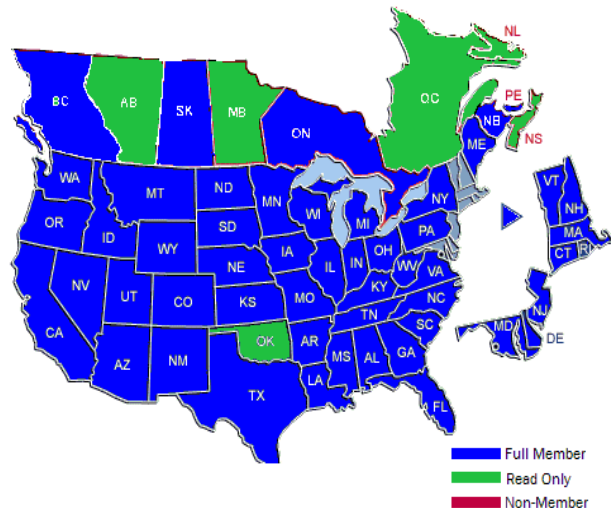 NL
BC
AB
SK
MB
ON
QC
PE
NB
NS
ME
WA
MT
ND
MN
WI
MI
NY
VT
NH
OR
ID
WY
SD
IA
PA
MA
CT
RI
NV
UT
CO
NE
KS
MO
IL
IN
OH
WV
VA
KY
NJ
CA
AZ
NM
OK
AR
TN
NC
SC
MD
DE
TX
LA
MS
AL
GA
FL
Full Member
Read Only
Non-Member